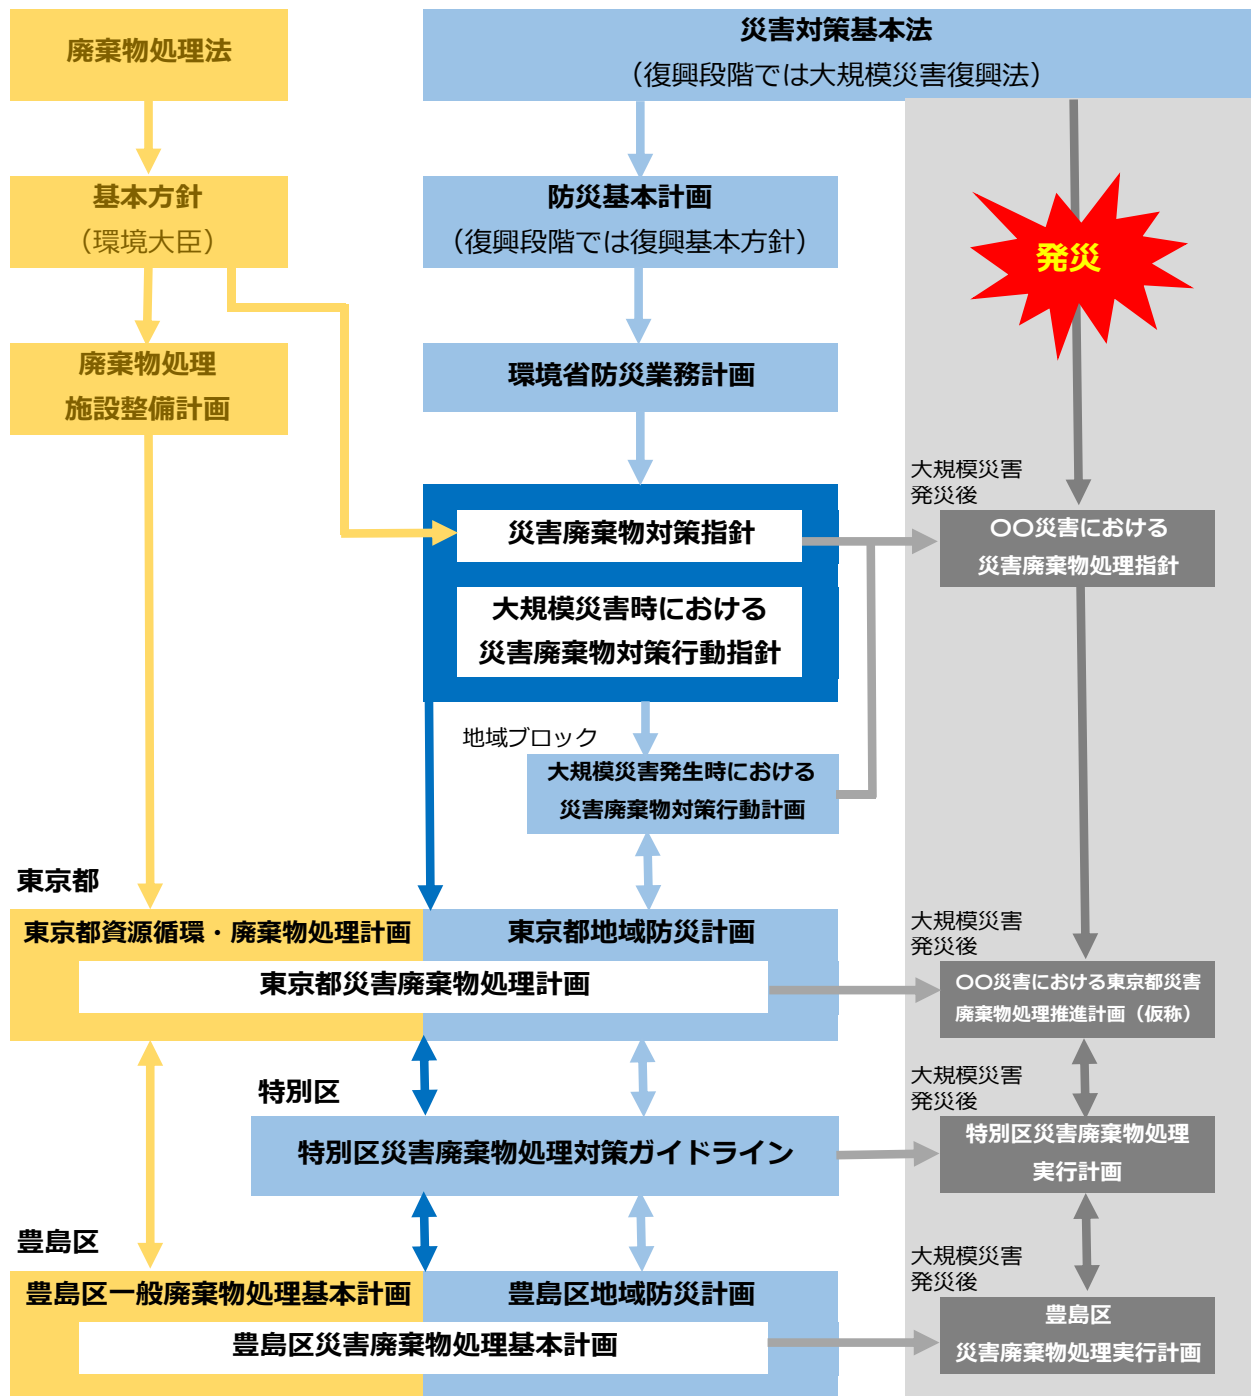 廃棄物処理法
災害対策基本法
（復興段階では大規模災害復興法）
基本方針
（環境大臣）
防災基本計画
（復興段階では復興基本方針）
発災
廃棄物処理
施設整備計画
環境省防災業務計画
大規模災害
発災後
災害廃棄物対策指針
〇〇災害における
災害廃棄物処理指針
大規模災害時における
災害廃棄物対策行動指針
地域ブロック
大規模災害発生時における
災害廃棄物対策行動計画
東京都
東京都資源循環・廃棄物処理計画
東京都地域防災計画
東京都災害廃棄物処理計画
大規模災害
発災後
〇〇災害における東京都災害
廃棄物処理推進計画（仮称）
特別区
特別区災害廃棄物処理対策ガイドライン
大規模災害
発災後
特別区災害廃棄物処理
実行計画
豊島区
豊島区一般廃棄物処理基本計画
豊島区地域防災計画
豊島区災害廃棄物処理基本計画
大規模災害
発災後
豊島区
災害廃棄物処理実行計画